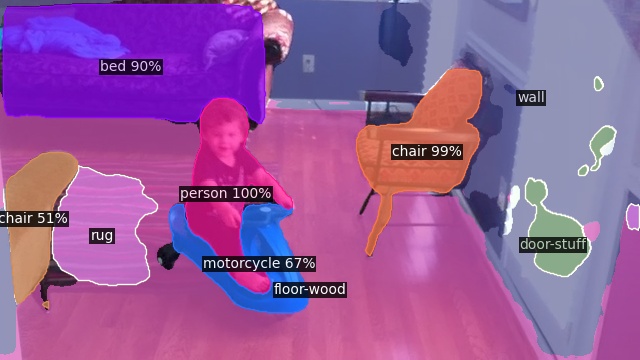 bed 90%
wall
chair 99%
person 100%
chair 51%
rug
door-stuff
motorcycle 67%
floor-wood